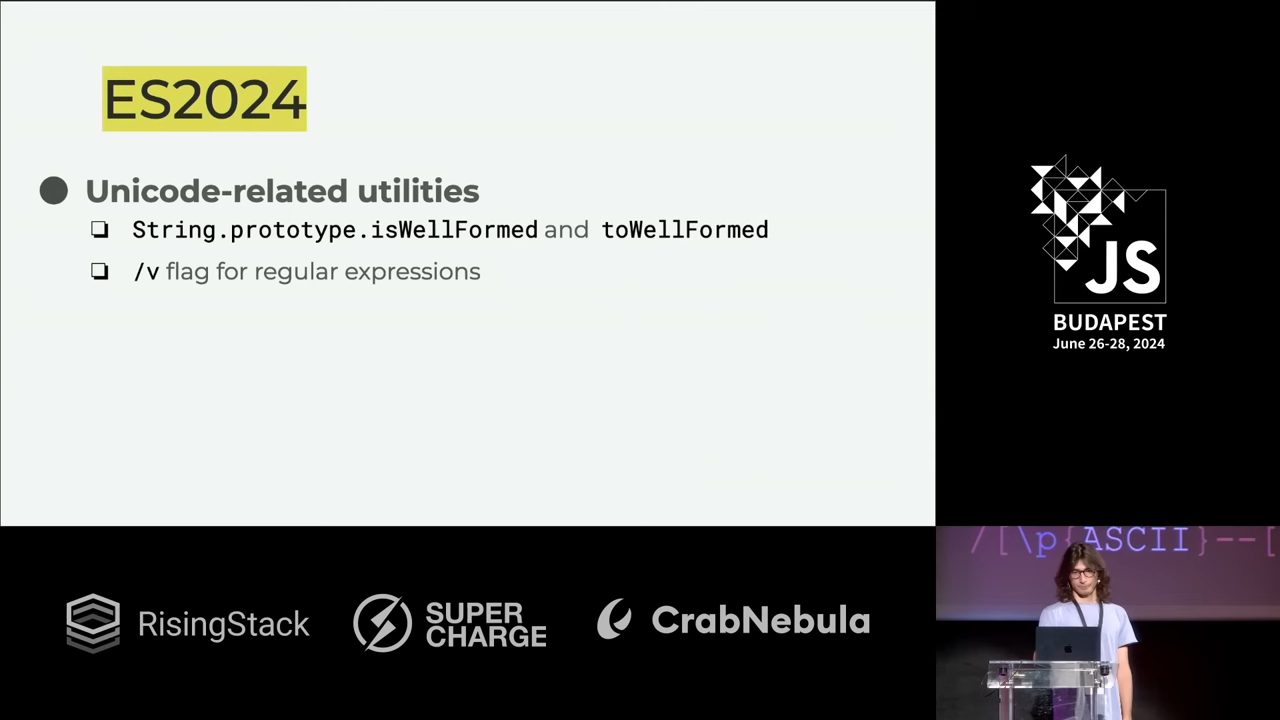 ES2024
Unicode-related utilities
String.prototype.isWellFormed and toWellFormed
/v flag for regular expressions
JS
BUDAPEST
June 26-28, 2024
/[\p{ASCII}--[
RisingStack
SUPER
CHARGE
CrabNebula